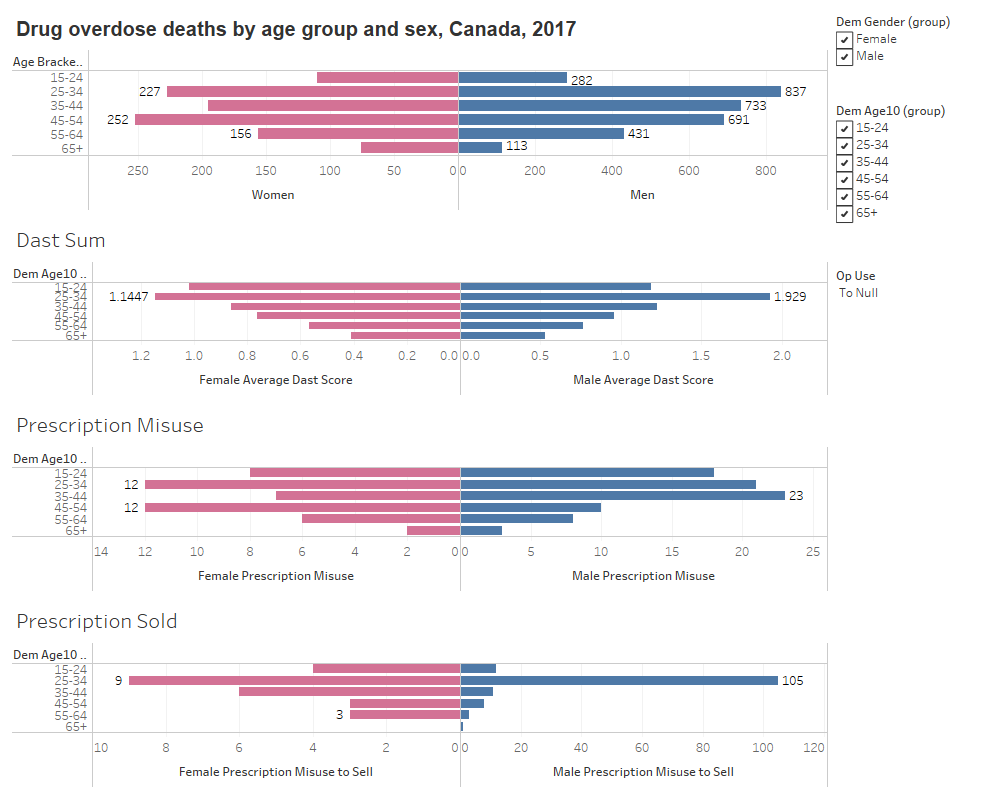 Drug overdose deaths by age group and sex, Canada, 2017
Age Bracke..
15-24 282
25-34 227 837
35-44 733
45-54 252 691
55-64 156 431
65+ 113
250 200 150 100 50 0 0 200 400 600 800
Women Men
Dast Sum
Dem Age10 ..
15-24
25-34 1.1447 1.929
35-44
45-54
55-64
65+
1.2 1.0 0.8 0.6 0.4 0.2 0.0 0.0 0.5 1.0 1.5 2.0
Female Average Dast Score Male Average Dast Score
Prescription Misuse
Dem Age10 ..
15-24
25-34 12
35-44 23
45-54 12
55-64
65+
14 12 10 8 6 4 2 0 0 5 10 15 20 25
Female Prescription Misuse Male Prescription Misuse
Prescription Sold
Dem Age10 ..
15-24
25-34 9 105
35-44
45-54
55-64 3
65+
10 8 6 4 2 0 0 20 40 60 80 100 120
Female Prescription Misuse to Sell Male Prescription Misuse to Sell
Dem Gender (group)
Female
Male
Dem Age10 (group)
15-24
25-34
35-44
45-54
55-64
65+
Op Use
To Null